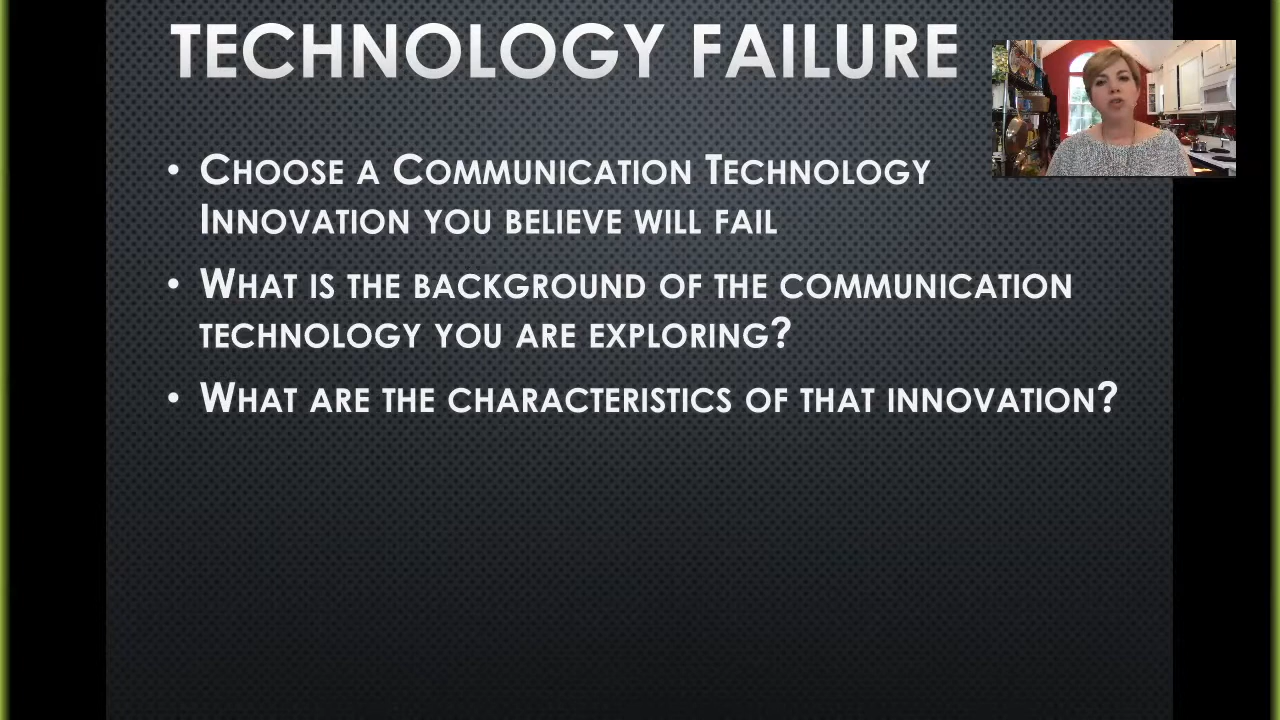 TECHNOLOGY FAILURE
• CHOOSE A COMMUNICATION TECHNOLOGY
INNOVATION YOU BELIEVE WILL FAIL
• WHAT IS THE BACKGROUND OF THE COMMUNICATION
TECHNOLOGY YOU ARE EXPLORING?
• WHAT ARE THE CHARACTERISTICS OF THAT INNOVATION?